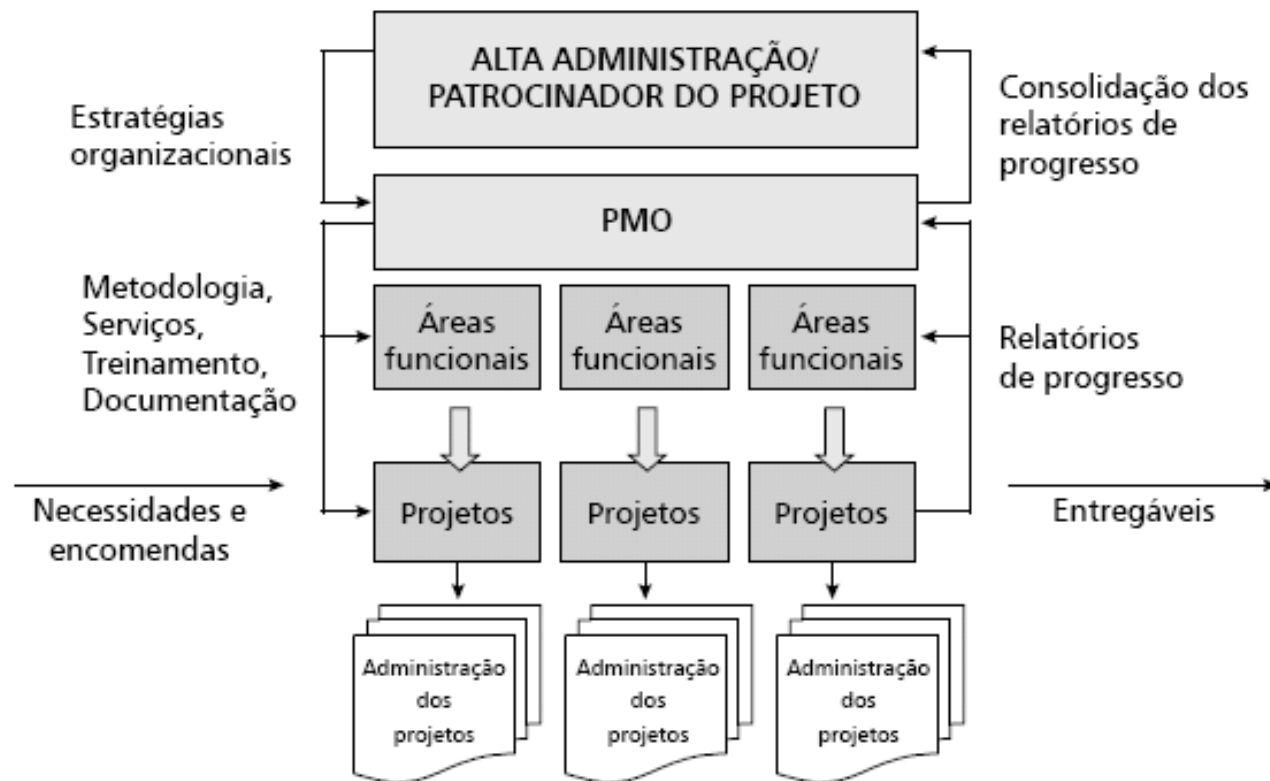 ALTA ADMINISTRAÇÃO/
PATROCINADOR DO PROJETO
Estratégias
organizacionais
Consolidação dos
relatórios de
progresso
PMO
Metodologia,
Serviços,
Treinamento,
Documentação
Áreas
funcionais
Áreas
funcionais
Áreas
funcionais
Relatórios
de progresso
Necessidades e
encomendas
Projetos
Projetos
Projetos
Entregáveis
Administração
dos
projetos
Administração
dos
projetos
Administração
dos
projetos